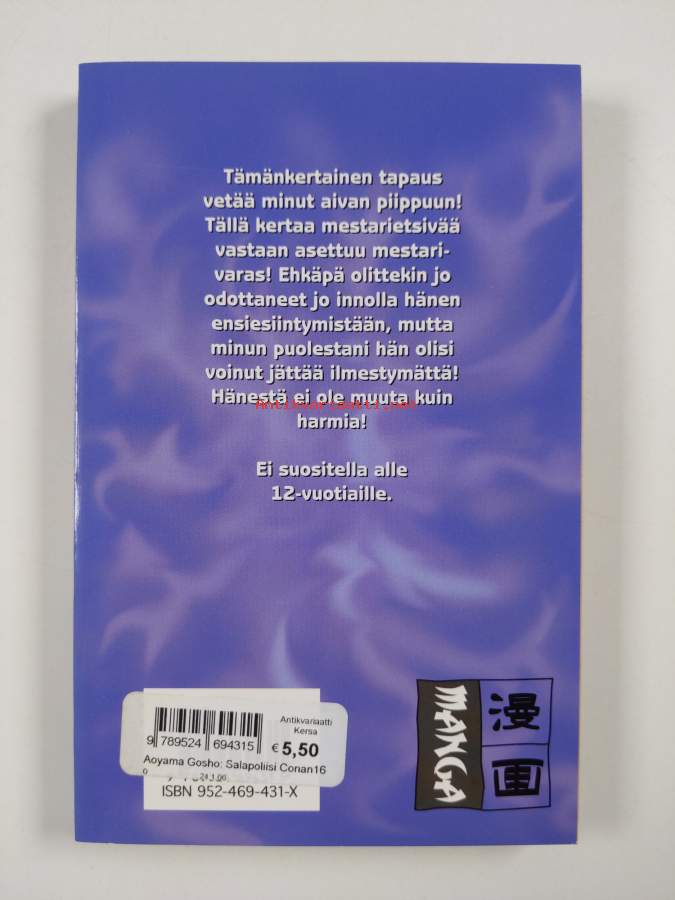 Tämänkertainen tapaus
vetää minut aivan piippuun!
Tällä kertaa mestarietsivää
vastaan asettuu mestari-
varas! Ehkäpä olittekin jo
odottaneet jo innolla hänen
ensiesiintymistään, mutta
minun puolestani hän olisi
voinut jättää ilmestymättä!
Hänestä ei ole muuta kuin
Antikvariaatti.net
harmia!
Ei suositella alle
12-vuotiaille.
Antikvariaatti
Kersa
9 789524 694315 € 5,50
Aoyama Gosho: Salapoliisi Conan16
ISBN 952-469-431-X
MANGA
漫画